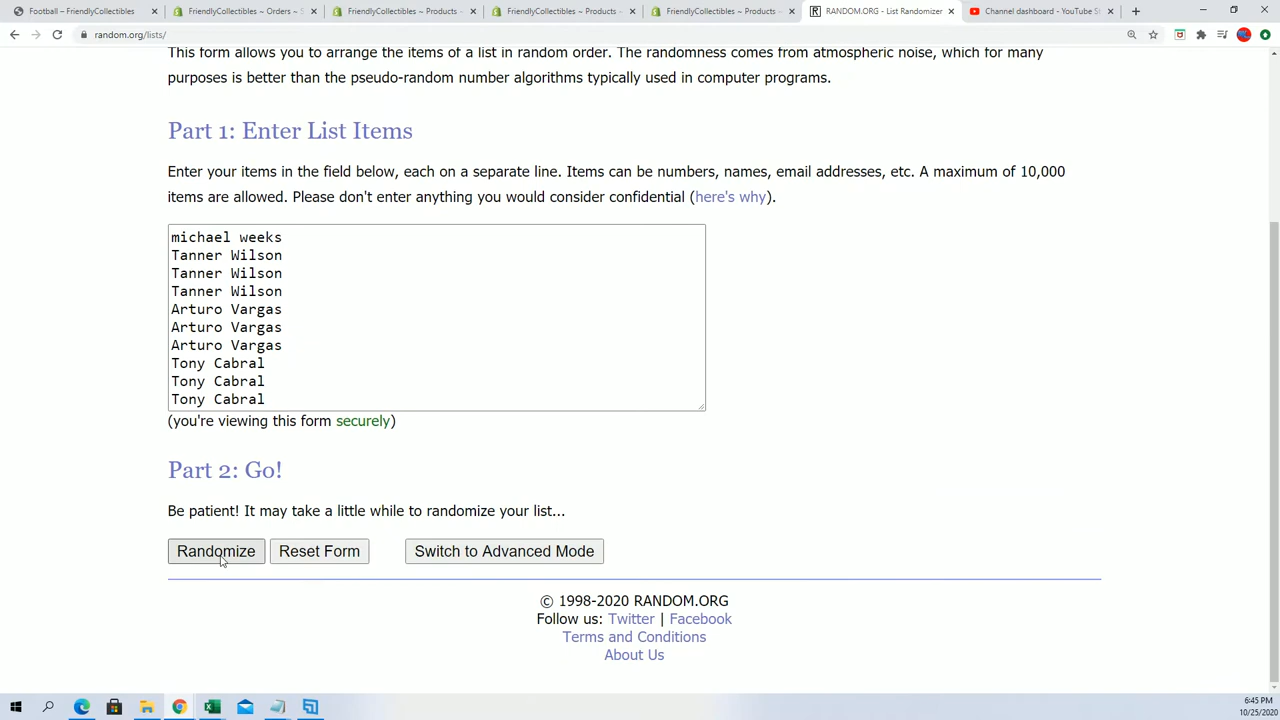 Football – FriendlyCollectibles
FriendlyCollectibles ~ Orders ~ S
FriendlyCollectibles ~ Products ~
FriendlyCollectibles ~ Products ~
FriendlyCollectibles ~ Products ~
RANDOM.ORG - List Randomizer
Channel dashboard - YouTube St
random.org/lists/
This form allows you to arrange the items of a list in random order. The randomness comes from atmospheric noise, which for many
purposes is better than the pseudo-random number algorithms typically used in computer programs.
Part 1: Enter List Items
Enter your items in the field below, each on a separate line. Items can be numbers, names, email addresses, etc. A maximum of 10,000
items are allowed. Please don't enter anything you would consider confidential (here's why).
michael weeks
Tanner Wilson
Tanner Wilson
Tanner Wilson
Arturo Vargas
Arturo Vargas
Arturo Vargas
Tony Cabral
Tony Cabral
Tony Cabral
(you're viewing this form securely)
Part 2: Go!
Be patient! It may take a little while to randomize your list...
Randomize
Reset Form
Switch to Advanced Mode
© 1998-2020 RANDOM.ORG
Follow us: Twitter | Facebook
Terms and Conditions
About Us
6:45 PM
10/25/2020